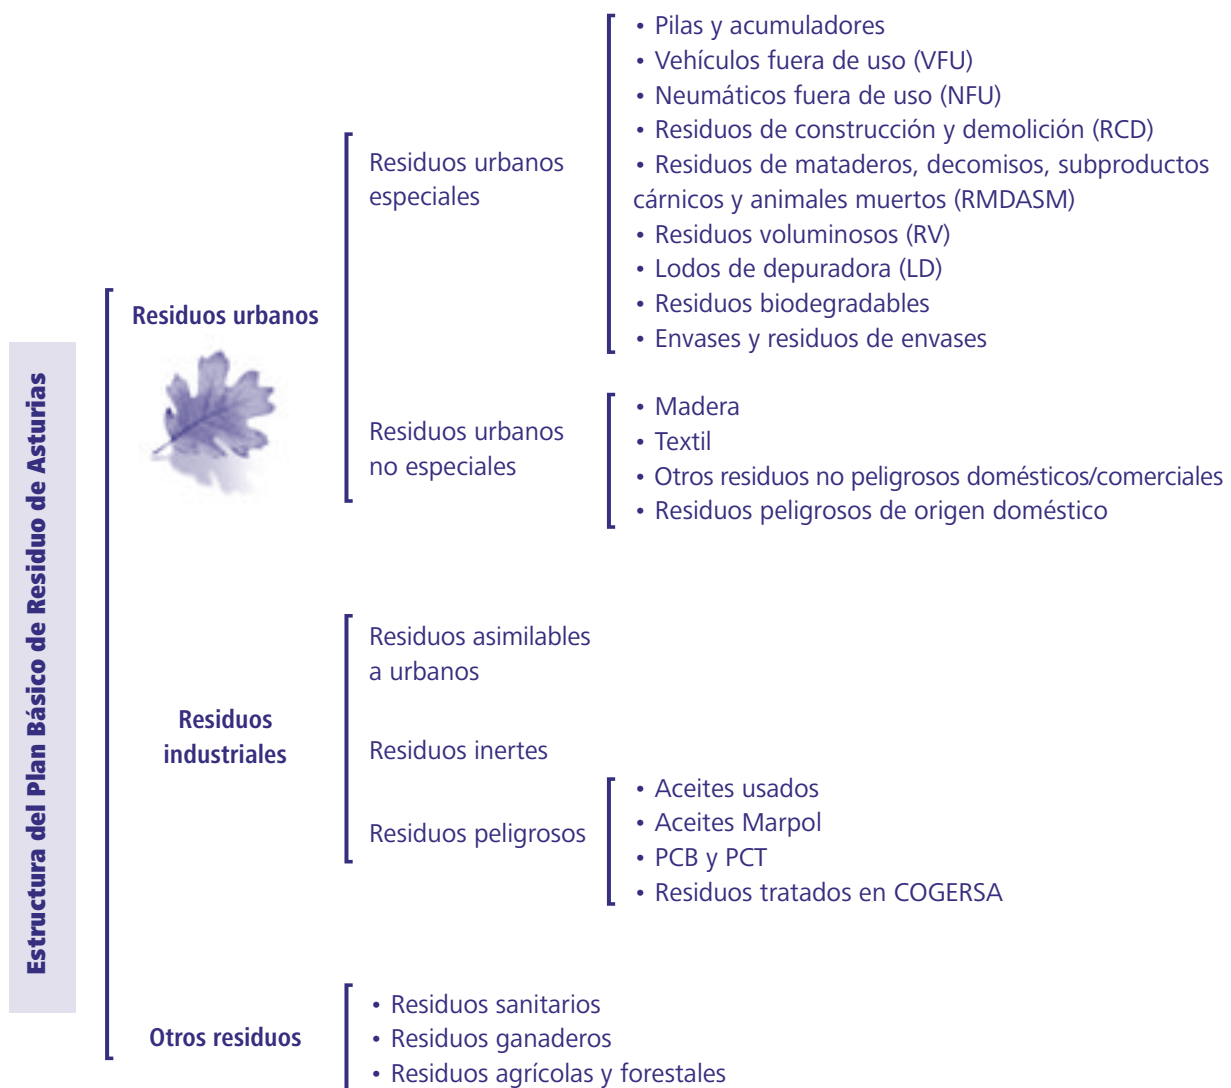 Estructura del Plan Básico de Residuo de Asturias
Residuos urbanos
Residuos urbanos
especiales
• Pilas y acumuladores
• Vehículos fuera de uso (VFU)
• Neumáticos fuera de uso (NFU)
• Residuos de construcción y demolición (RCD)
• Residuos de mataderos, decomisos, subproductos
cárnicos y animales muertos (RMDASM)
• Residuos voluminosos (RV)
• Lodos de depuradora (LD)
• Residuos biodegradables
• Envases y residuos de envases
Residuos urbanos
no especiales
• Madera
• Textil
• Otros residuos no peligrosos domésticos/comerciales
• Residuos peligrosos de origen doméstico
Residuos
industriales
Residuos asimilables
a urbanos
Residuos inertes
Residuos peligrosos
• Aceites usados
• Aceites Marpol
• PCB y PCT
• Residuos tratados en COGERSA
Otros residuos
• Residuos sanitarios
• Residuos ganaderos
• Residuos agrícolas y forestales